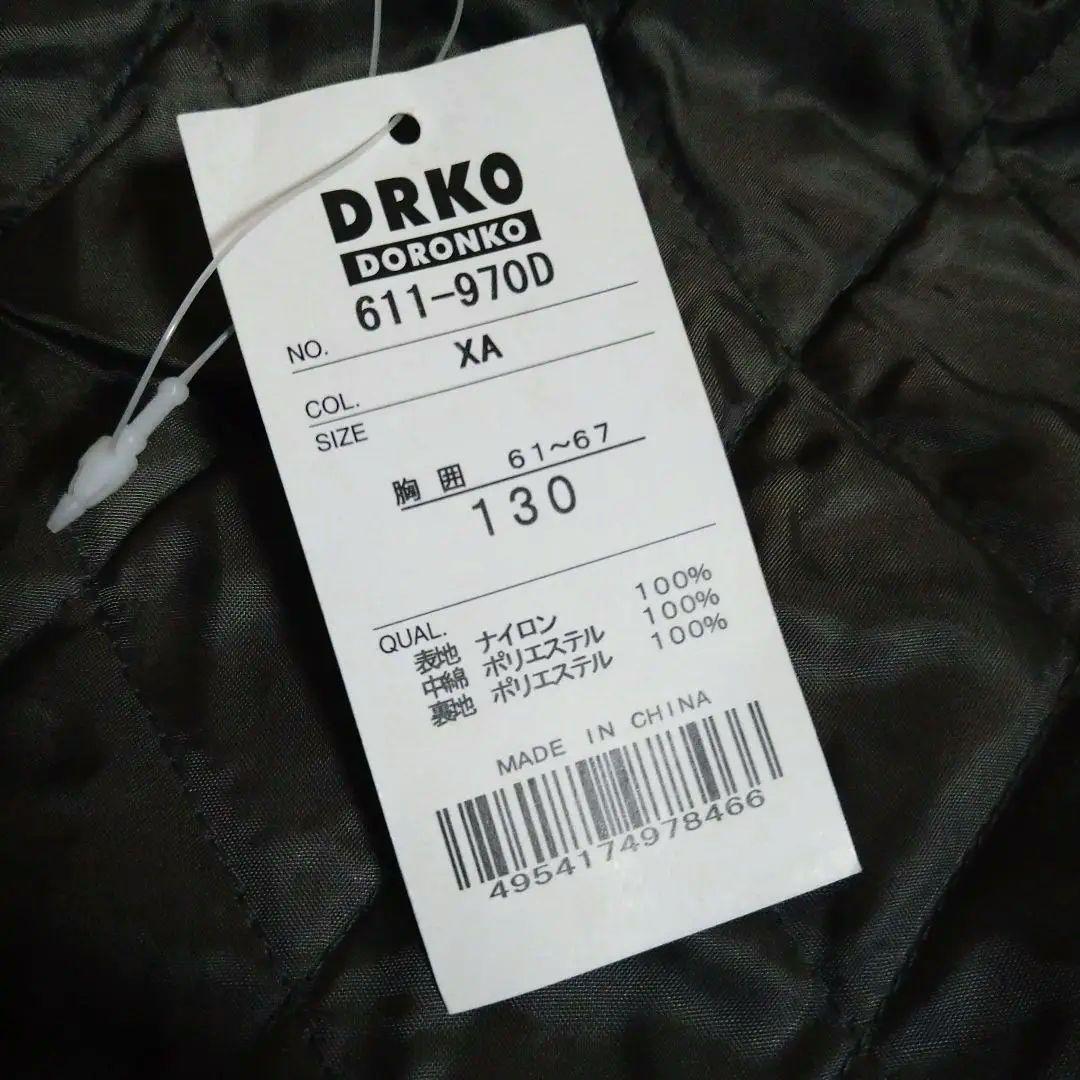 DRKO
DORONKO
NO. 611-970D
COL. XA
SIZE
胸囲 61~67
130
QUAL.
表地 ナイロン 100%
中綿 ポリエステル 100%
裏地 ポリエステル 100%
MADE IN CHINA
4954174978466